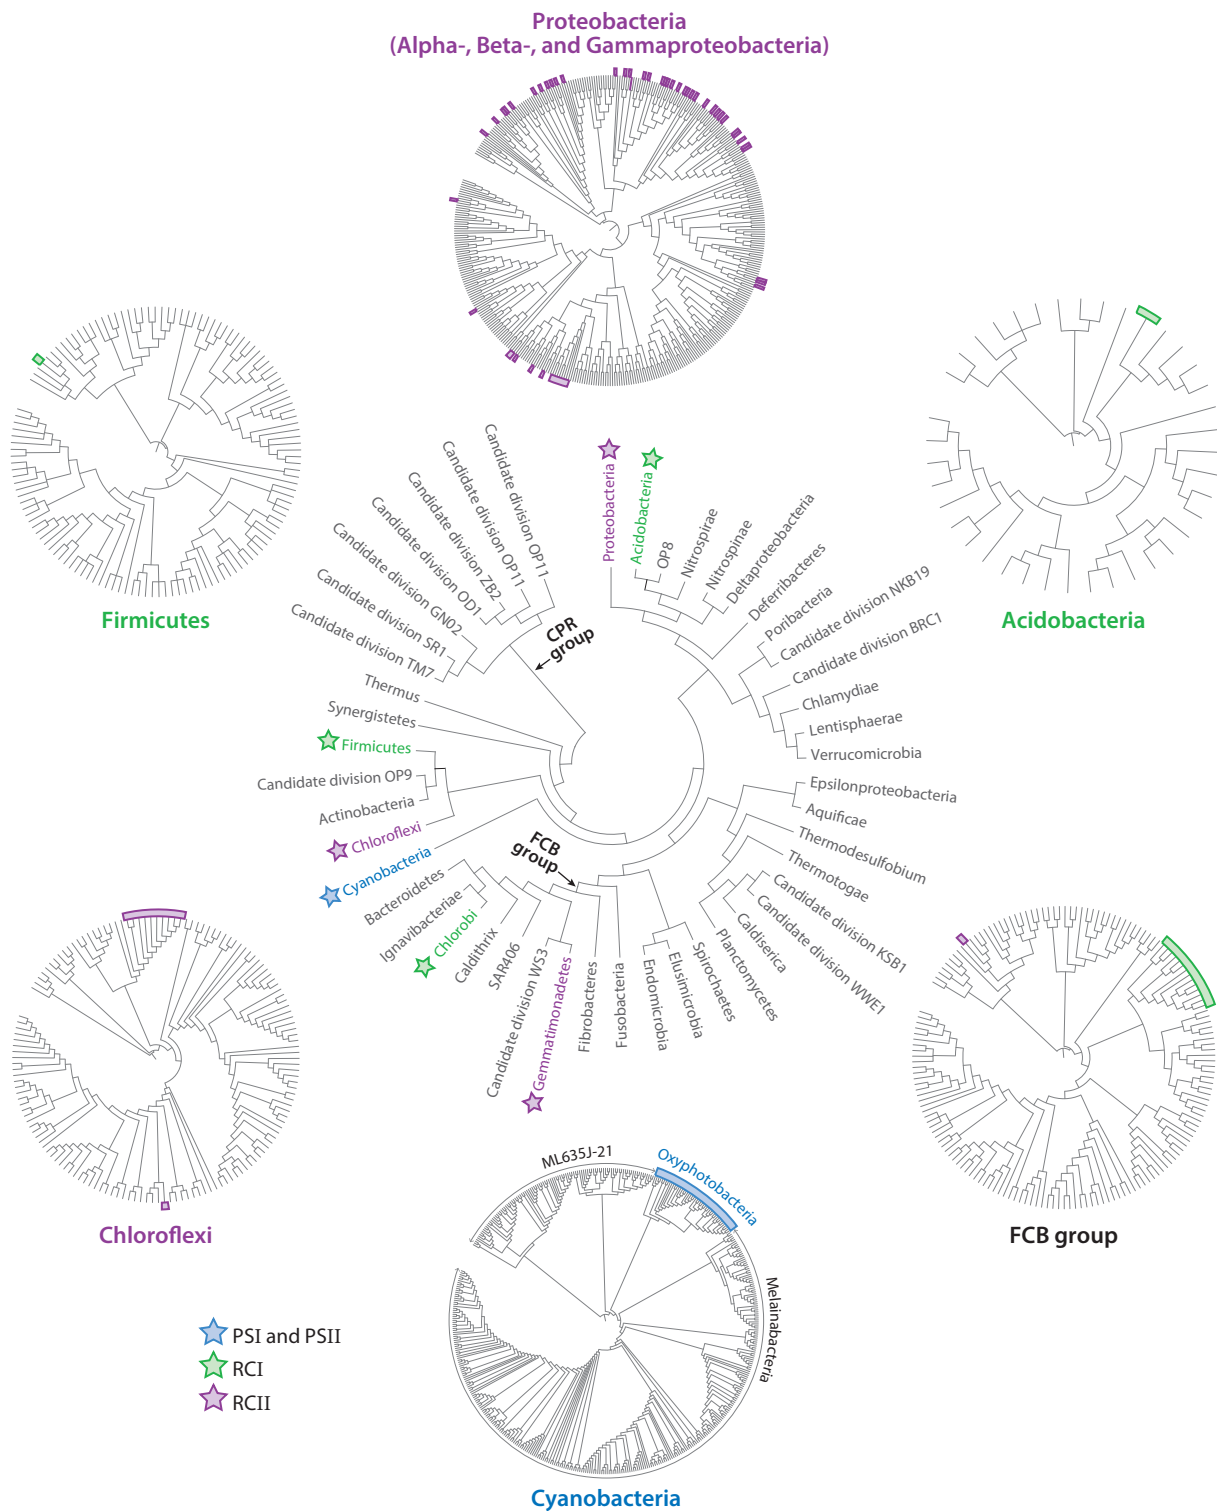 Proteobacteria
(Alpha-, Beta-, and Gammaproteobacteria)
Firmicutes
Acidobacteria
Candidate division OP11
Candidate division OP11
Candidate division ZB2
Candidate division OD1
Candidate division GN02
Candidate division SR1
Candidate division TM7
CPR
group
Thermus
Synergistetes
Firmicutes
Candidate division OP9
Actinobacteria
Chloroflexi
Cyanobacteria
Proteobacteria
Acidobacteria
OP8
Nitrospirae
Nitrospinae
Deltaproteobacteria
Deferribacteres
Poribacteria
Candidate division NKB19
Candidate division BRC1
Chlamydiae
Lentisphaerae
Verrucomicrobia
Epsilonproteobacteria
Aquificae
Thermodesulfobium
Thermotogae
Candidate division KSB1
Candidate division WWE1
Caldiserica
Planctomycetes
Spirochaetes
Elusimicrobia
Endomicrobia
Fusobacteria
Fibrobacteres
Gemmatimonadetes
Candidate division WS3
SAR406
Caldithrix
Chlorobi
Ignavibacteriae
Bacteroidetes
FCB
group
Chloroflexi
FCB group
ML635J-21
Oxyphotobacteria
Melainabacteria
Cyanobacteria
PSI and PSII
RCI
RCII